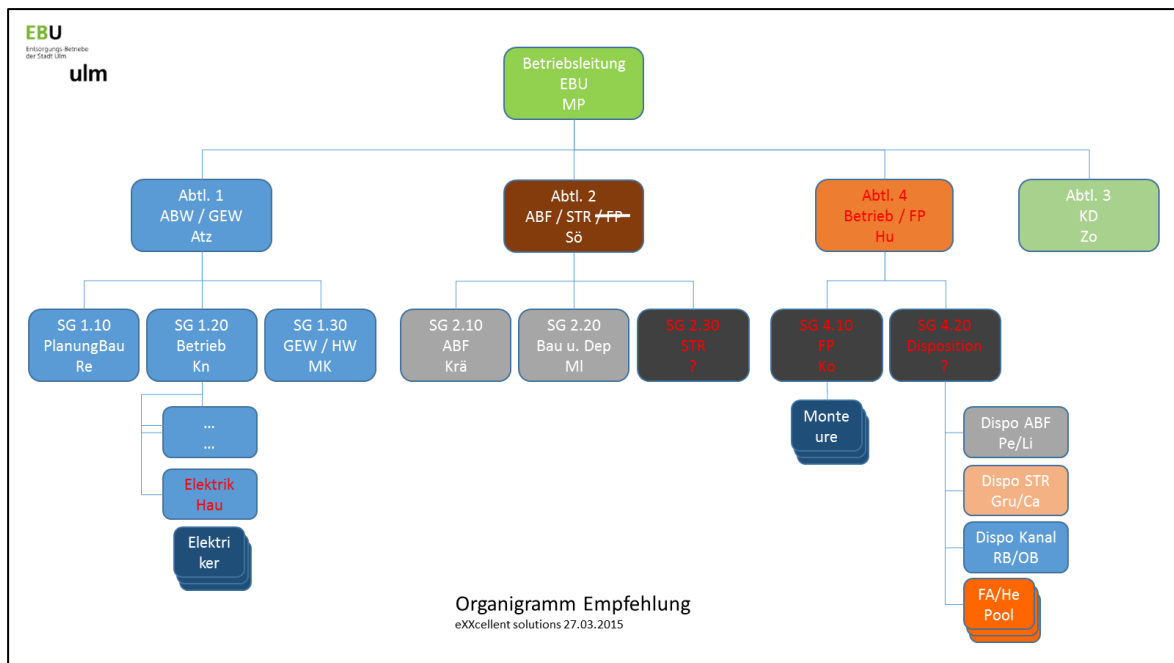 EBU
Entsorgungs-Betriebe
der Stadt Ulm
ulm
Betriebsleitung
EBU
MP
Abtl. 1
ABW / GEW
Atz
Abtl. 2
ABF / STR / FP
Sö
Abtl. 4
Betrieb / FP
Hu
Abtl. 3
KD
Zo
SG 1.10
PlanungBau
Re
SG 1.20
Betrieb
Kn
SG 1.30
GEW / HW
MK
SG 2.10
ABF
Krä
SG 2.20
Bau u. Dep
Ml
SG 2.30
STR
?
SG 4.10
FP
Ko
SG 4.20
Disposition
?
...
...
Elektrik
Hau
Elektri
ker
Monte
ure
Dispo ABF
Pe/Li
Dispo STR
Gru/Ca
Dispo Kanal
RB/OB
FA/He
Pool
Organigramm Empfehlung
eXXcellent solutions 27.03.2015